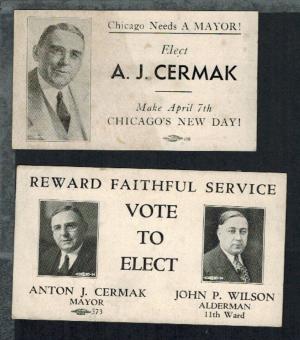 Chicago Needs A MAYOR!
Elect
A. J. CERMAK
Make April 7th
CHICAGO'S NEW DAY!
REWARD FAITHFUL SERVICE
VOTE
TO
ELECT
ANTON J. CERMAK
MAYOR
373
JOHN P. WILSON
ALDERMAN
11th Ward